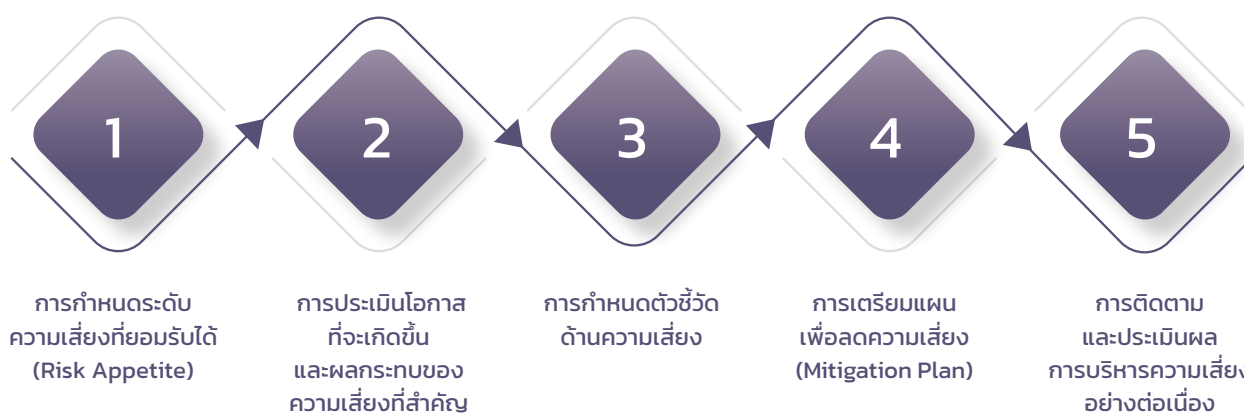 1
การกำหนดระดับ
ความเสี่ยงที่ยอมรับได้
(Risk Appetite)
2
การประเมินโอกาส
ที่จะเกิดขึ้น
และผลกระทบของ
ความเสี่ยงที่สำคัญ
3
การกำหนดตัวชี้วัด
ด้านความเสี่ยง
4
การเตรียมแผน
เพื่อลดความเสี่ยง
(Mitigation Plan)
5
การติดตาม
และประเมินผล
การบริหารความเสี่ยง
อย่างต่อเนื่อง